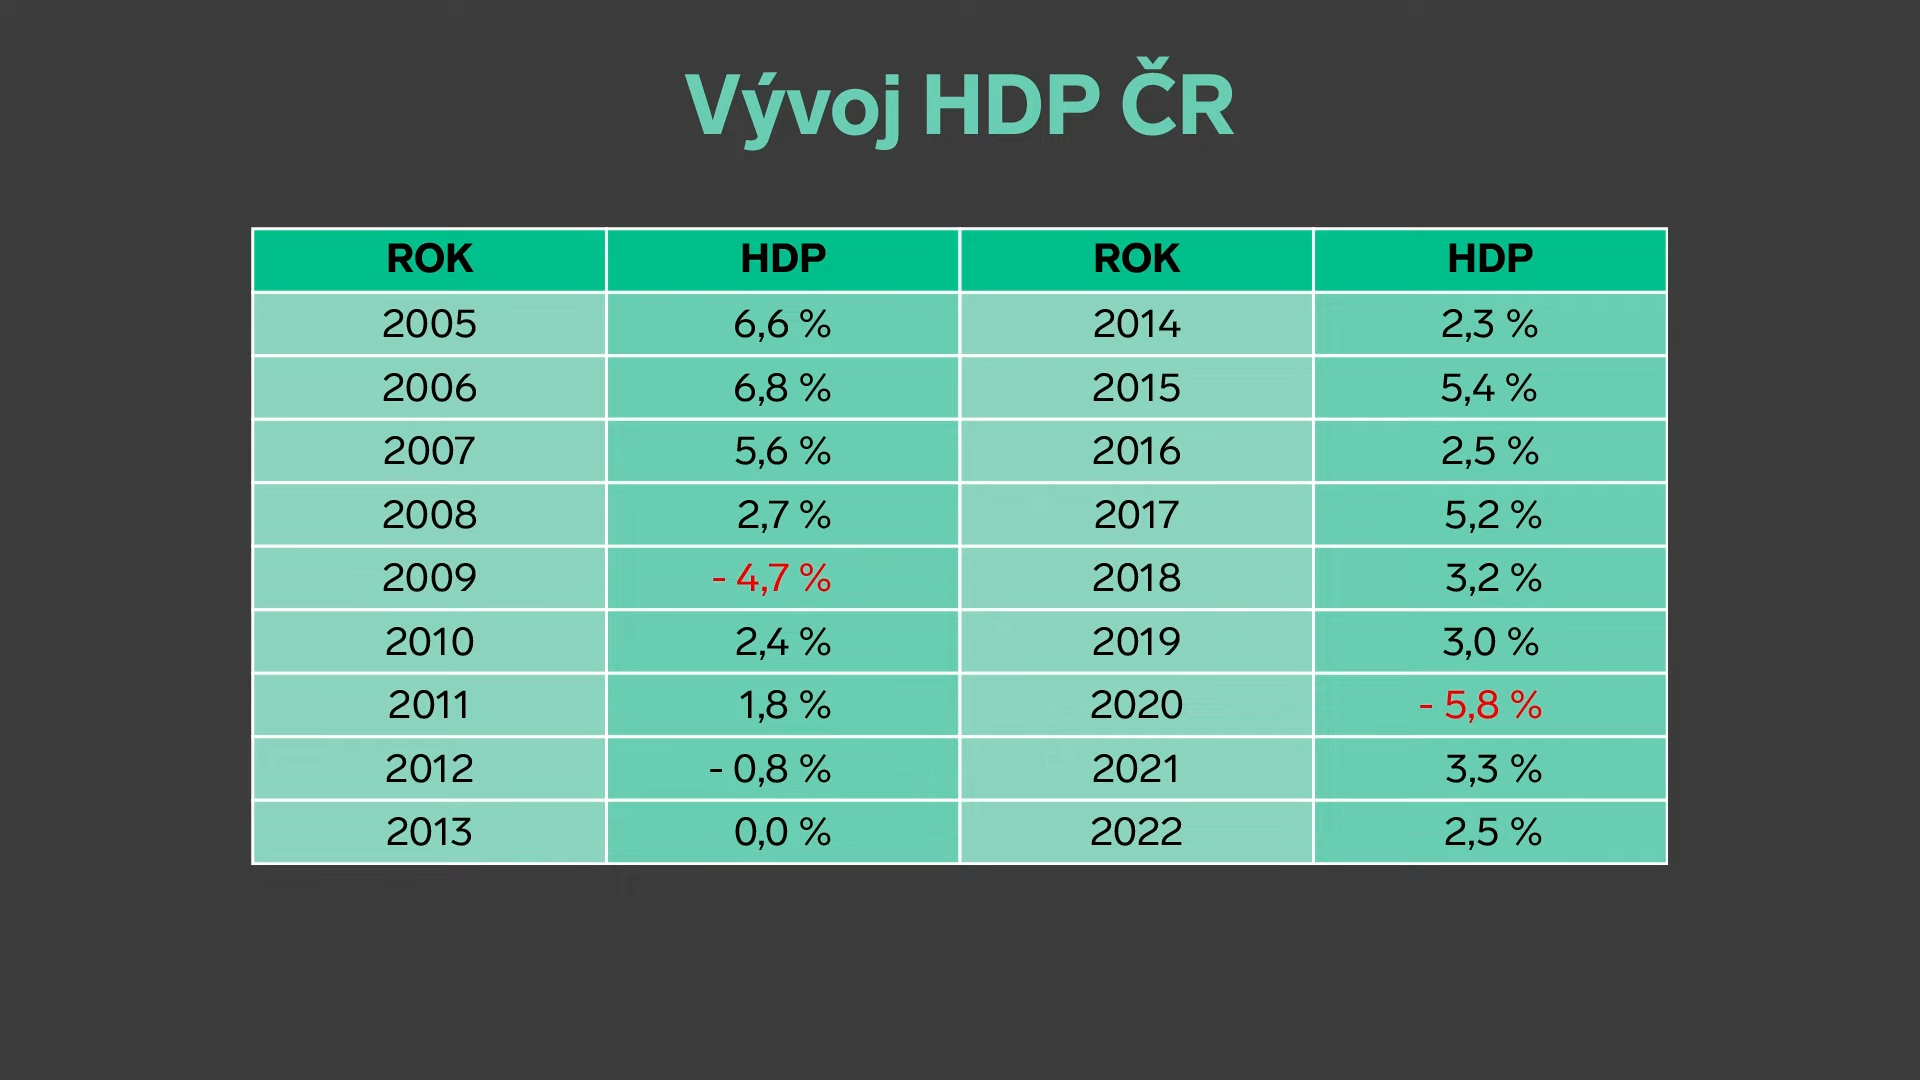 Vývoj HDP ČR
ROK HDP ROK HDP
2005 6,6 % 2014 2,3 %
2006 6,8 % 2015 5,4 %
2007 5,6 % 2016 2,5 %
2008 2,7 % 2017 5,2 %
2009 - 4,7 % 2018 3,2 %
2010 2,4 % 2019 3,0 %
2011 1,8 % 2020 - 5,8 %
2012 - 0,8 % 2021 3,3 %
2013 0,0 % 2022 2,5 %